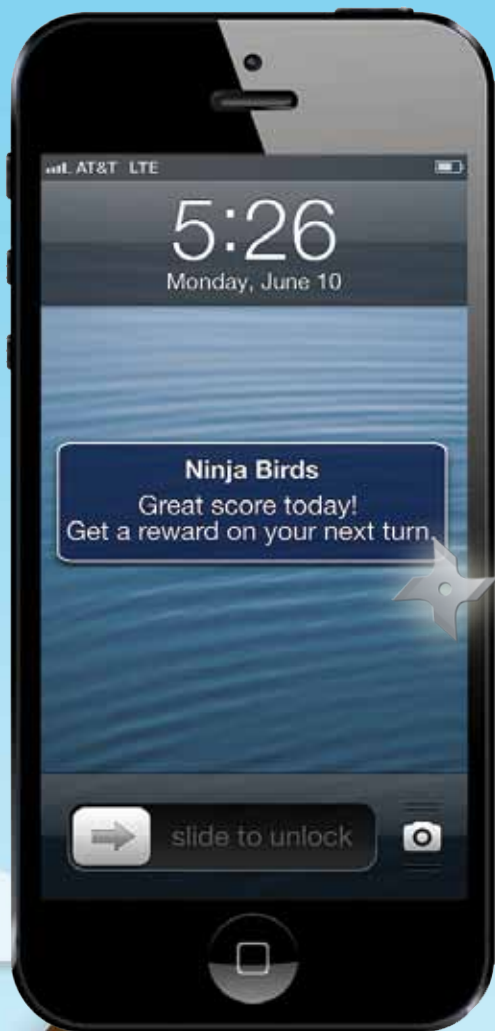 AT&T LTE
5:26
Monday, June 10
Ninja Birds
Great score today!
Get a reward on your next turn.
slide to unlock